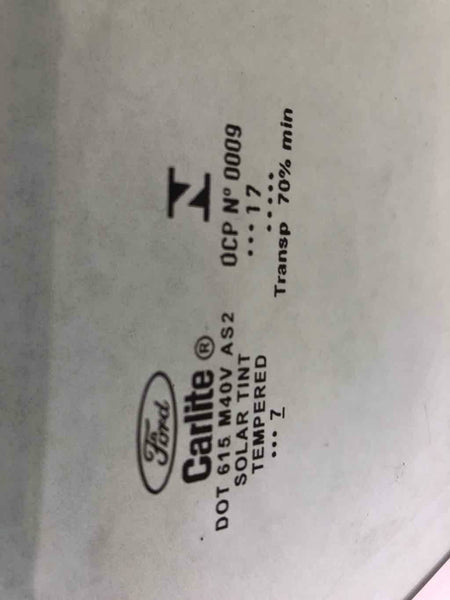 Ford
Carlite ®
DOT 615 M40V AS2
SOLAR TINT
TEMPERED
••• 7
N
OCP Nº 0009
••• 17
•••••
Transp 70% min